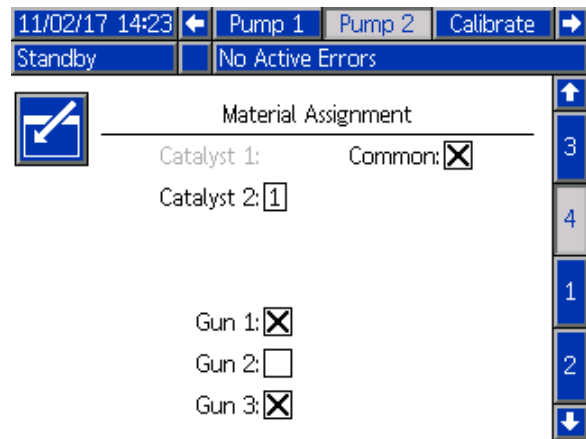 11/02/17 14:23 Pump 1 Pump 2 Calibrate
Standby No Active Errors
Material Assignment
Catalyst 1: Common:
Catalyst 2: 1
Gun 1:
Gun 2:
Gun 3:
3
4
1
2